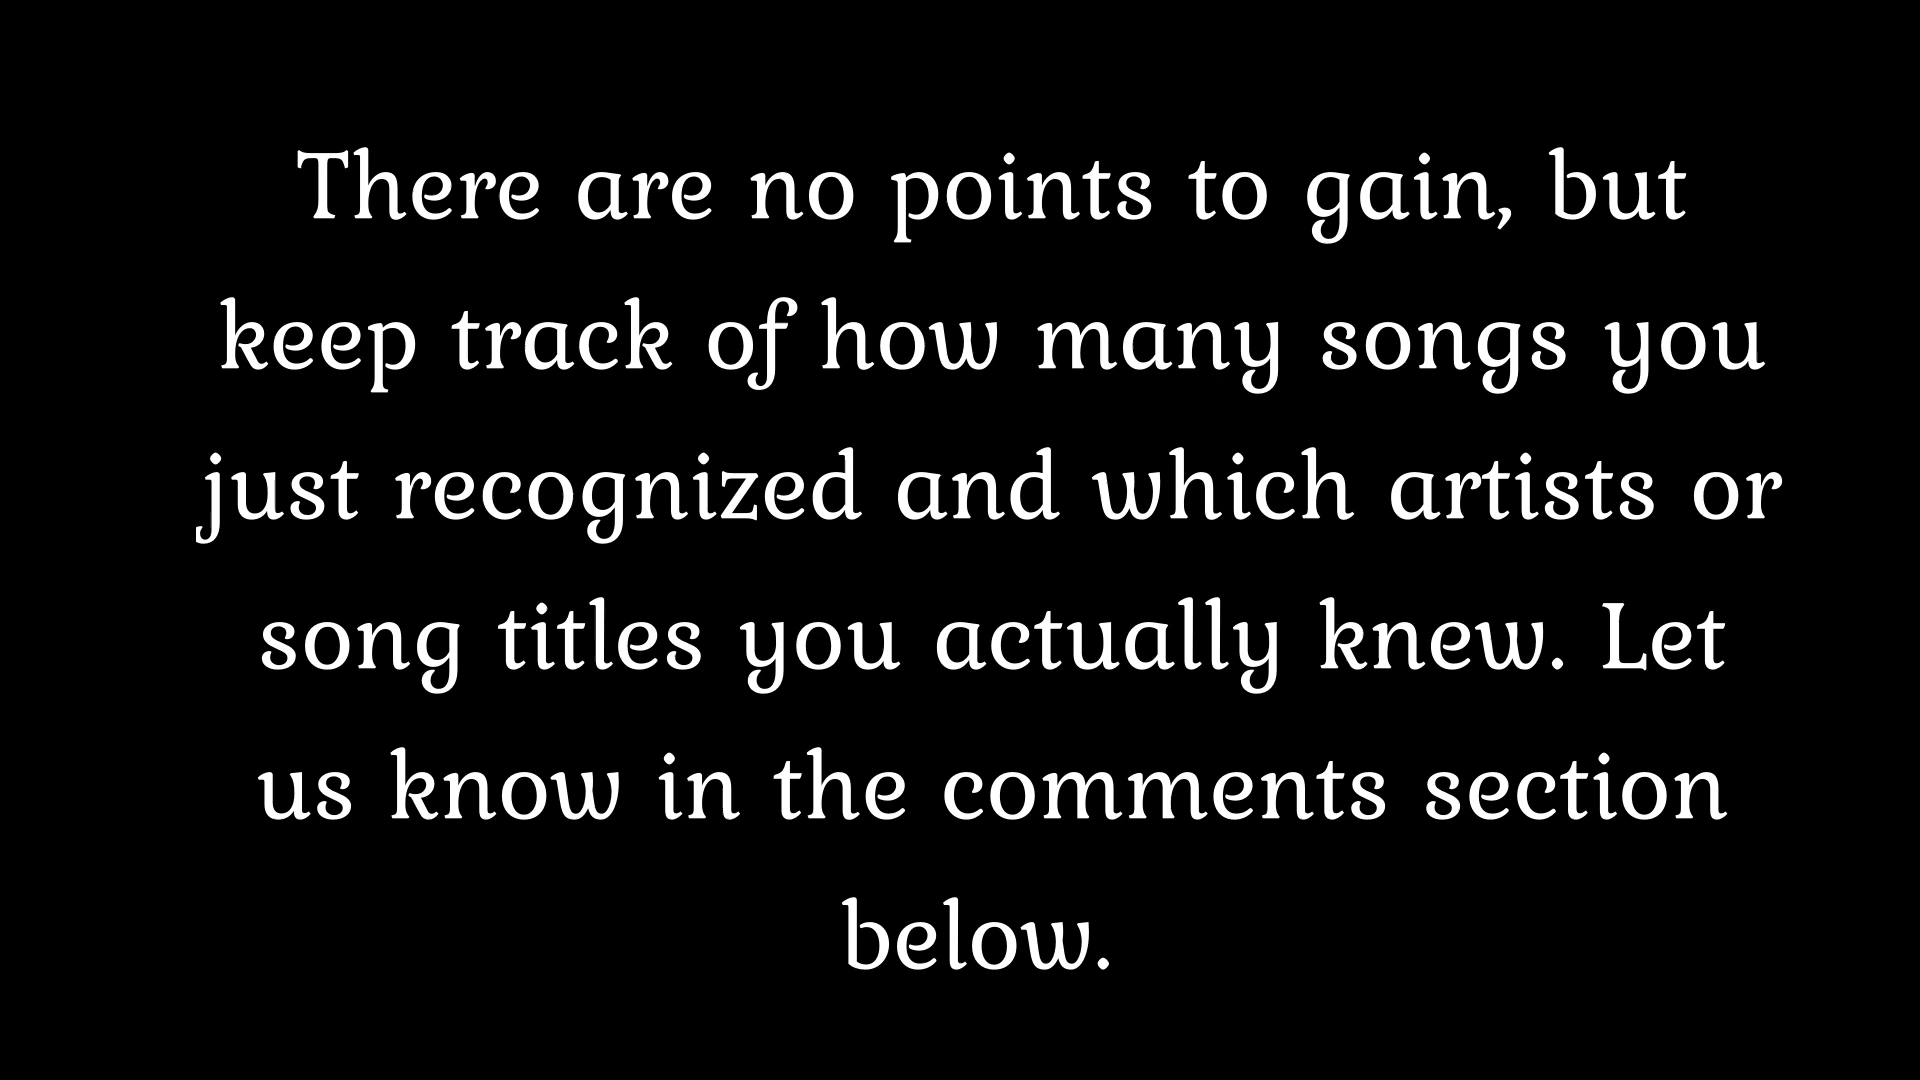 There are no points to gain, but
keep track of how many songs you
just recognized and which artists or
song titles you actually knew. Let
us know in the comments section
below.